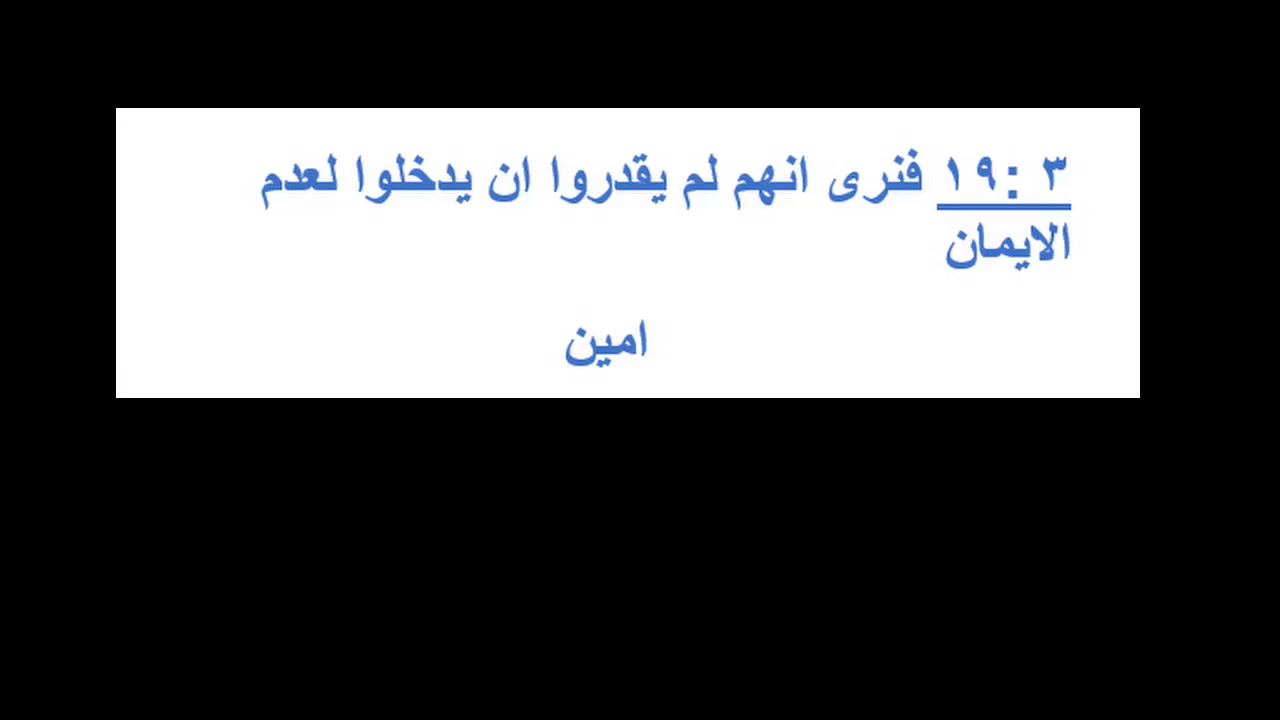 ٣ :١٩ فنرى انهم لم يقدروا ان يدخلوا لعدم
الايمان
امين